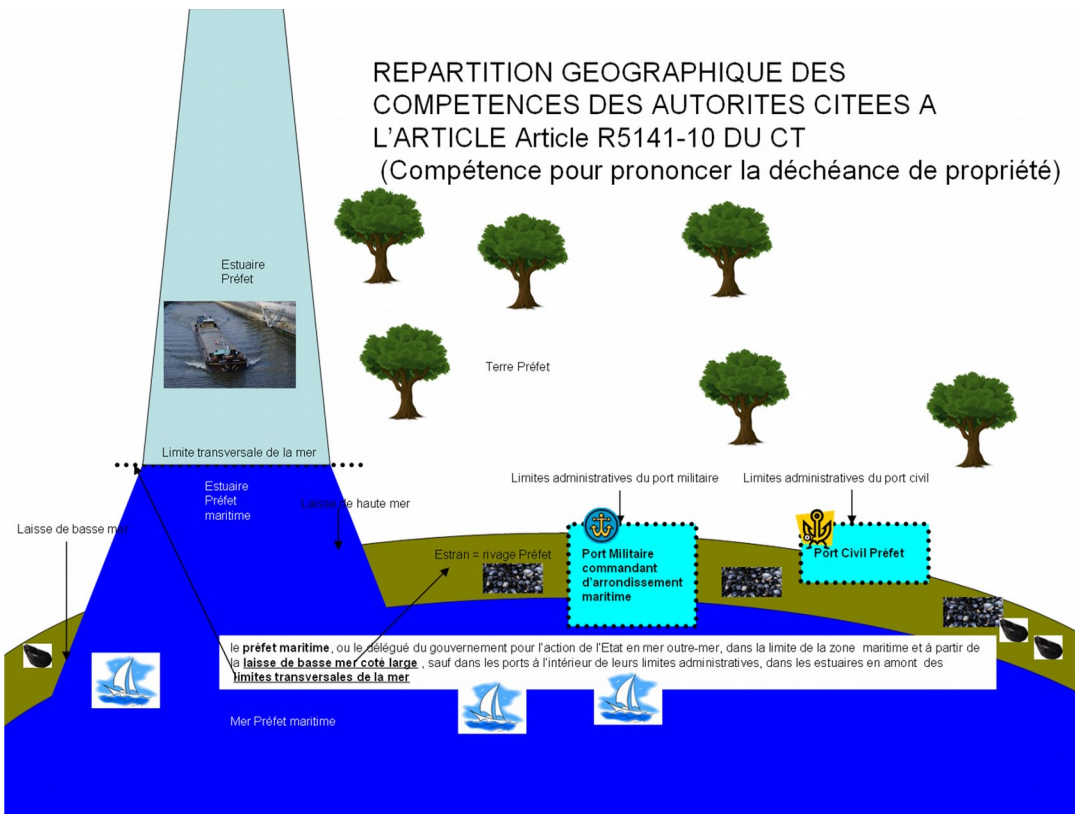 REPARTITION GEOGRAPHIQUE DES
COMPETENCES DES AUTORITES CITEES A
L'ARTICLE Article R5141-10 DU CT
(Compétence pour prononcer la déchéance de propriété)
Estuaire
Préfet
Terre Préfet
Limite transversale de la mer
Estuaire
Préfet
maritime
Laisse de haute mer
Laisse de basse mer
Limites administratives du port militaire
Limites administratives du port civil
Estran = rivage Préfet
Port Militaire
commandant
d'arrondissement
maritime
Port Civil Préfet
le préfet maritime, ou le délégué du gouvernement pour l'action de l'Etat en mer outre-mer, dans la limite de la zone maritime et à partir de
la laisse de basse mer coté large , sauf dans les ports à l'intérieur de leurs limites administratives, dans les estuaires en amont des
limites transversales de la mer
Mer Préfet maritime